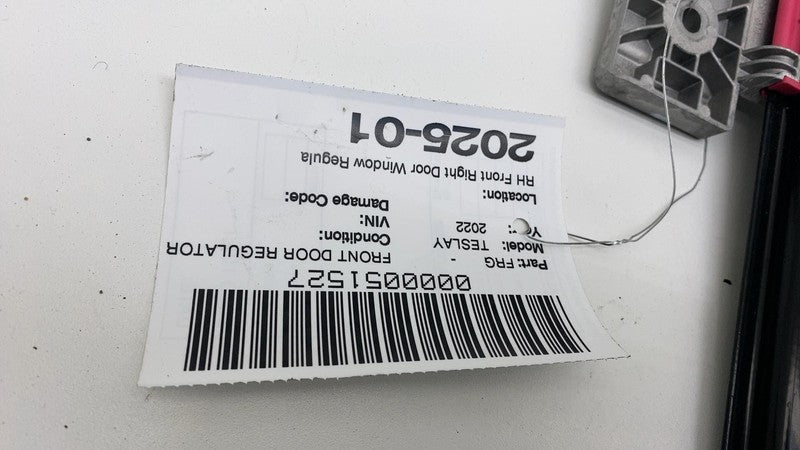 0000051527
Part: FRG - FRONT DOOR REGULATOR
Model: TESLAY Condition:
2022 VIN:
Damage Code:
Location:
RH Front Right Door Window Regula
2025-01